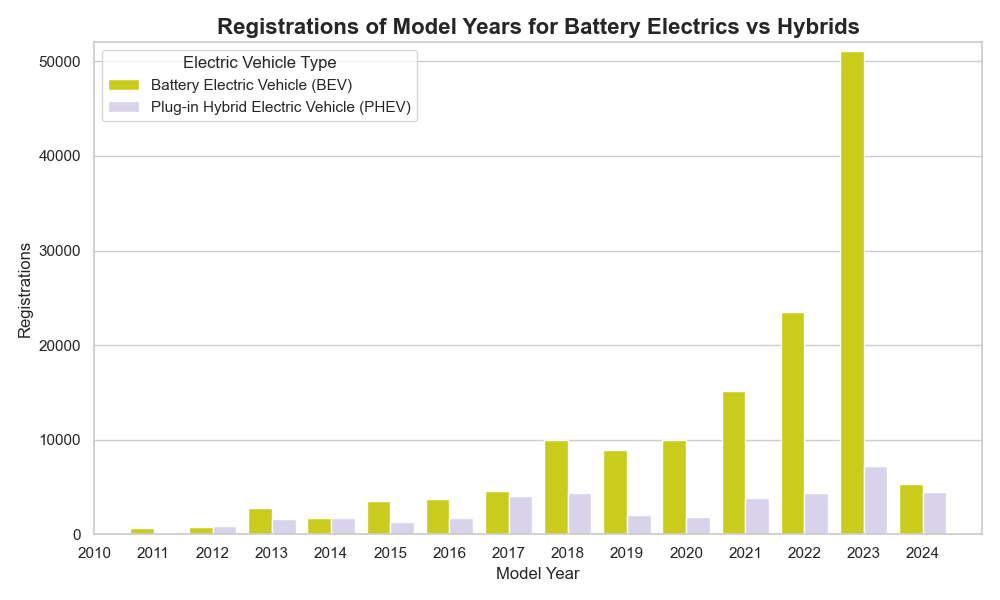 Registrations of Model Years for Battery Electrics vs Hybrids
Electric Vehicle Type
Battery Electric Vehicle (BEV)
Plug-in Hybrid Electric Vehicle (PHEV)
Registrations
50000
40000
30000
20000
10000
0
2010 2011 2012 2013 2014 2015 2016 2017 2018 2019 2020 2021 2022 2023 2024
Model Year